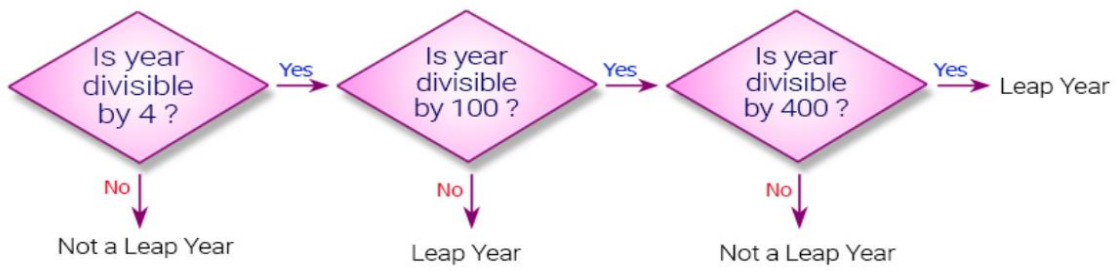 Is year
divisible
by 4 ?
Yes
No
Not a Leap Year
Is year
divisible
by 100 ?
Yes
No
Leap Year
Is year
divisible
by 400 ?
Yes
Leap Year
No
Not a Leap Year